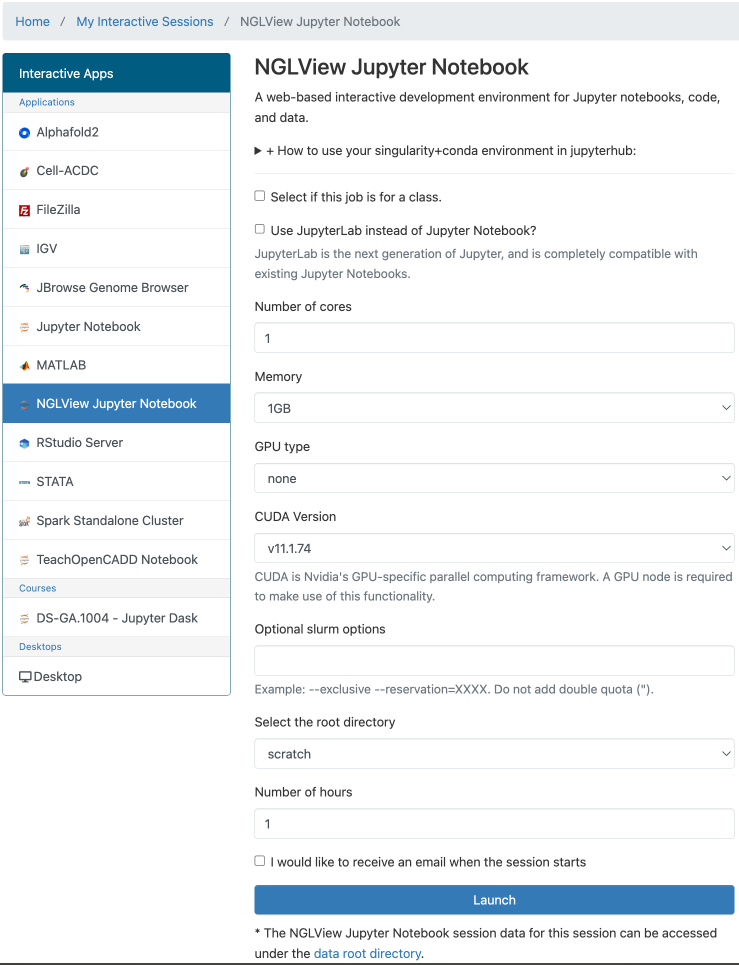 Home / My Interactive Sessions / NGLView Jupyter Notebook
Interactive Apps
Applications
Alphafold2
Cell-ACDC
FileZilla
IGV
JBrowse Genome Browser
Jupyter Notebook
MATLAB
NGLView Jupyter Notebook
RStudio Server
STATA
Spark Standalone Cluster
TeachOpenCADD Notebook
Courses
DS-GA.1004 - Jupyter Dask
Desktops
Desktop
NGLView Jupyter Notebook
A web-based interactive development environment for Jupyter notebooks, code,
and data.
+ How to use your singularity+conda environment in jupyterhub:
Select if this job is for a class.
Use JupyterLab instead of Jupyter Notebook?
JupyterLab is the next generation of Jupyter, and is completely compatible with
existing Jupyter Notebooks.
Number of cores
1
Memory
1GB
GPU type
none
CUDA Version
v11.1.74
CUDA is Nvidia's GPU-specific parallel computing framework. A GPU node is required
to make use of this functionality.
Optional slurm options
Example: --exclusive --reservation=XXXX. Do not add double quota (").
Select the root directory
scratch
Number of hours
1
I would like to receive an email when the session starts
Launch
* The NGLView Jupyter Notebook session data for this session can be accessed
under the data root directory.